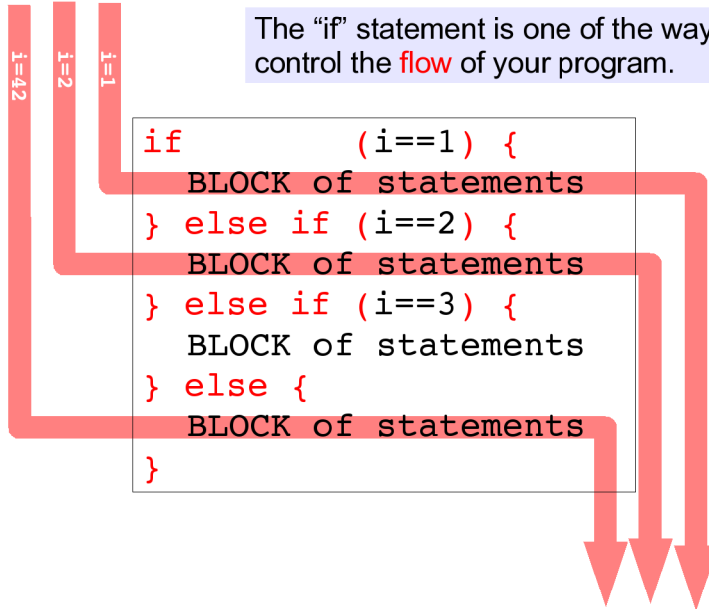 The “if” statement is one of the way
control the flow of your program.
i=42
i=2
i=1
if (i==1) {
BLOCK of statements
} else if (i==2) {
BLOCK of statements
} else if (i==3) {
BLOCK of statements
} else {
BLOCK of statements
}